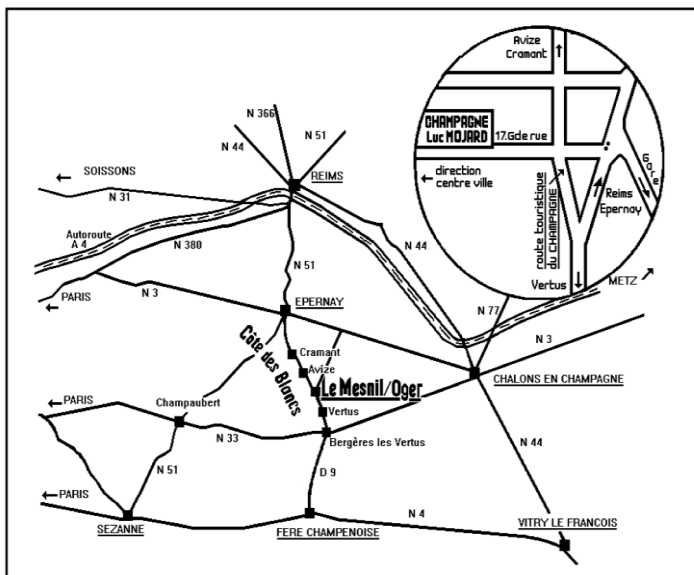 Avize
Cramant
CHAMPAGNE
Luc MOJARD
17.Gde rue
← direction
centre ville
route touristique
du CHAMPAGNE
Gare
Reims
Epernay
Vertus
N 366
N 44
N 51
← SOISSONS
REIMS
N 31
Autoroute
A 4
N 380
N 44
N 51
METZ
PARIS
←
N 3
N 77
EPERNAY
N 3
Côte des Blancs
Cramant
Avize
Le Mesnil/Oger
CHALONS EN CHAMPAGNE
PARIS
←
Champaubert
Vertus
N 33
Bergères les Vertus
N 44
N 51
D 9
←PARIS
N 4
SEZANNE
FERE CHAMPENOISE
VITRY LE FRANCOIS